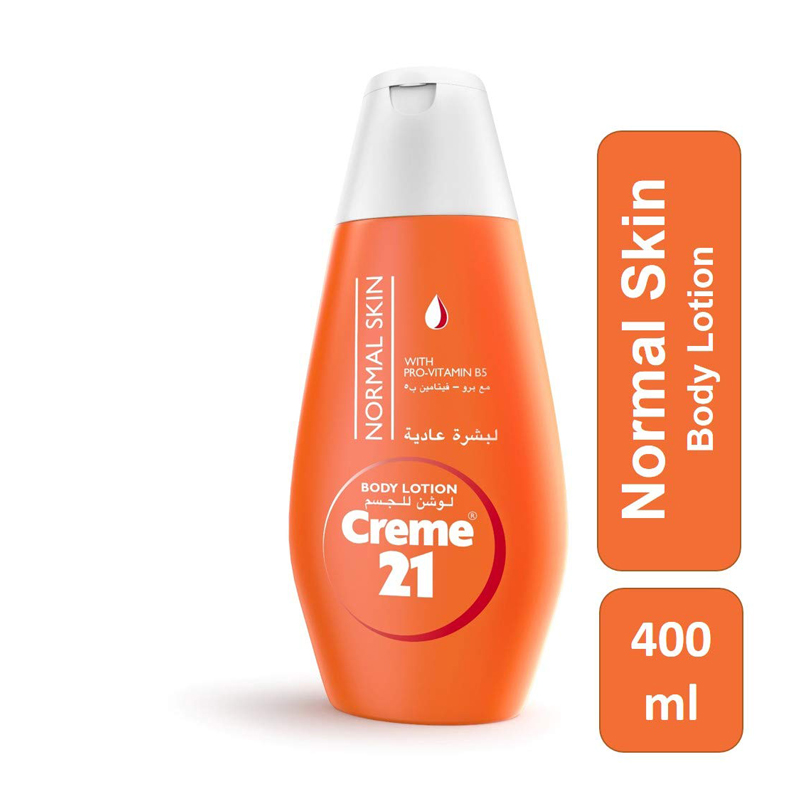 NORMAL SKIN
WITH
PRO-VITAMIN B5
مع برو - فيتامين ب٥
لبشرة عادية
BODY LOTION
لوشن للجسم
Creme®
21
Normal Skin
Body Lotion
400
ml